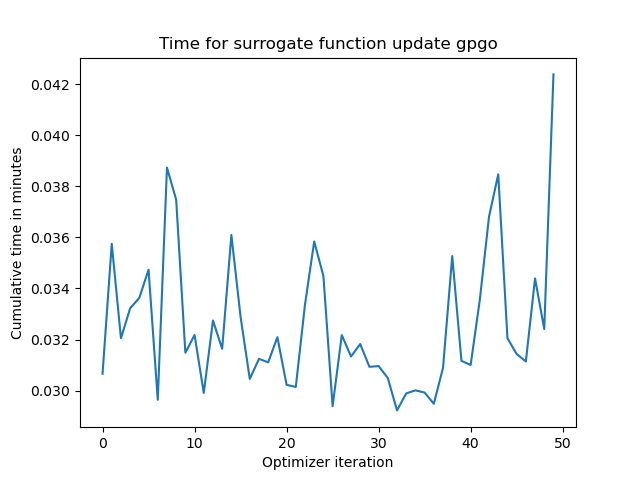 Time for surrogate function update gpgo
Cumulative time in minutes
0.042
0.040
0.038
0.036
0.034
0.032
0.030
0 10 20 30 40 50
Optimizer iteration